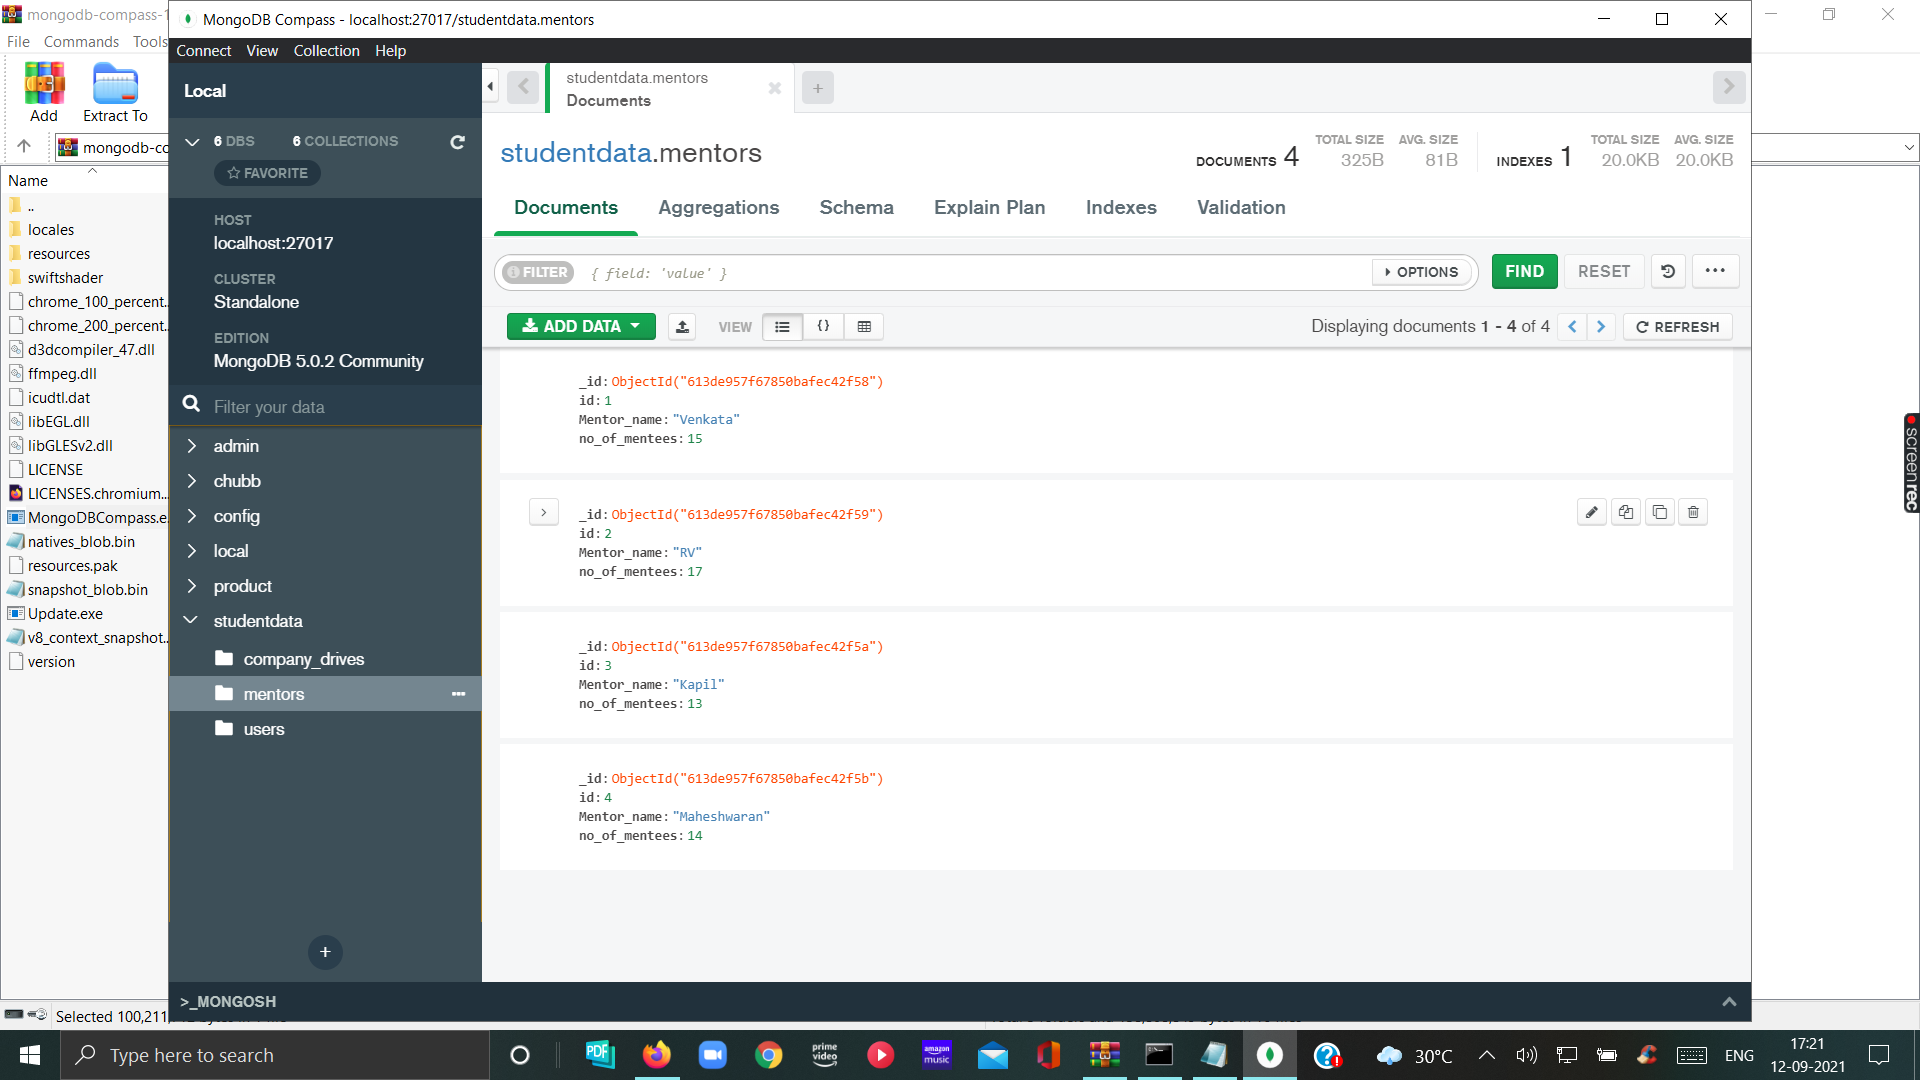 mongodb-compass-1
File Commands Tools
Add Extract To
mongodb-co
Name
..
locales
resources
swiftshader
chrome_100_percent...
chrome_200_percent...
d3dcompiler_47.dll
ffmpeg.dll
icudtl.dat
libEGL.dll
libGLESv2.dll
LICENSE
LICENSES.chromium...
MongoDBCompass.e
natives_blob.bin
resources.pak
snapshot_blob.bin
Update.exe
v8_context_snapshot...
version
Selected 100,211,
MongoDB Compass - localhost:27017/studentdata.mentors
Connect View Collection Help
Local
6 DBS 6 COLLECTIONS
FAVORITE
HOST
localhost:27017
CLUSTER
Standalone
EDITION
MongoDB 5.0.2 Community
Filter your data
admin
chubb
config
local
product
studentdata
company_drives
mentors
users
+
studentdata.mentors
Documents
+
studentdata.mentors
DOCUMENTS 4 TOTAL SIZE 325B AVG. SIZE 81B INDEXES 1 TOTAL SIZE 20.0KB AVG. SIZE 20.0KB
Documents Aggregations Schema Explain Plan Indexes Validation
FILTER { field: 'value' } OPTIONS FIND RESET ...
ADD DATA VIEW {} Displaying documents 1 - 4 of 4 REFRESH
_id: ObjectId("613de957f67850bafec42f58")
id: 1
Mentor_name: "Venkata"
no_of_mentees: 15
_id: ObjectId("613de957f67850bafec42f59")
id: 2
Mentor_name: "RV"
no_of_mentees: 17
_id: ObjectId("613de957f67850bafec42f5a")
id: 3
Mentor_name: "Kapil"
no_of_mentees: 13
_id: ObjectId("613de957f67850bafec42f5b")
id: 4
Mentor_name: "Maheshwaran"
no_of_mentees: 14
>_MONGOSH
screenrec
Type here to search
PDF
prime video
amazon music
30°C
ENG
17:21
12-09-2021